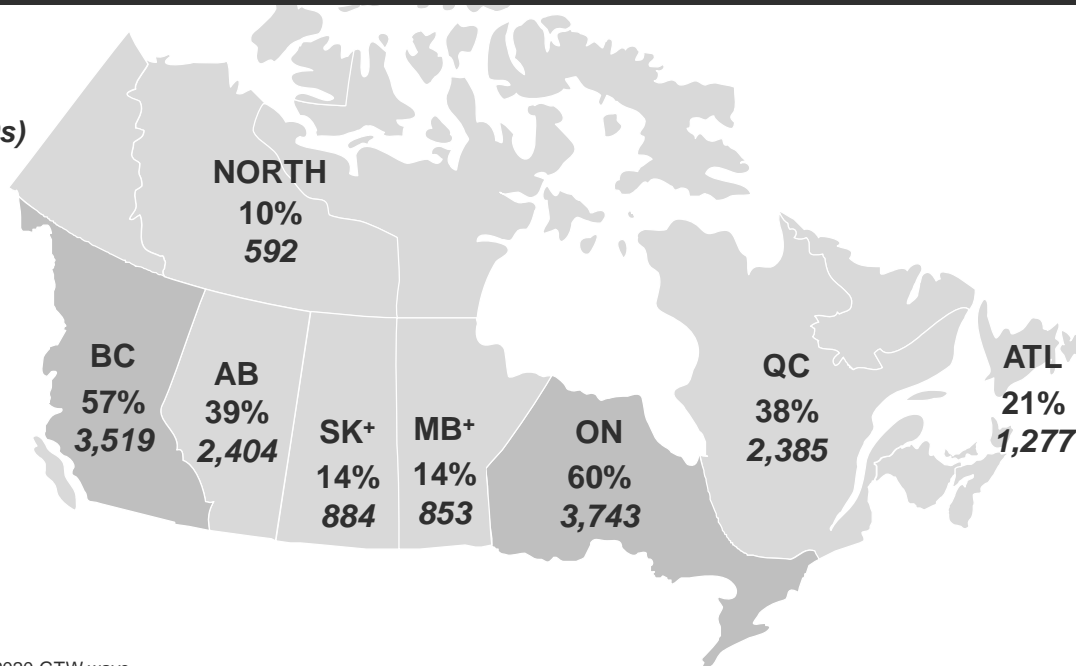 s)
NORTH
10%
592
BC
57%
3,519
AB
39%
2,404
SK+
14%
884
MB+
14%
853
ON
60%
3,743
QC
38%
2,385
ATL
21%
1,277